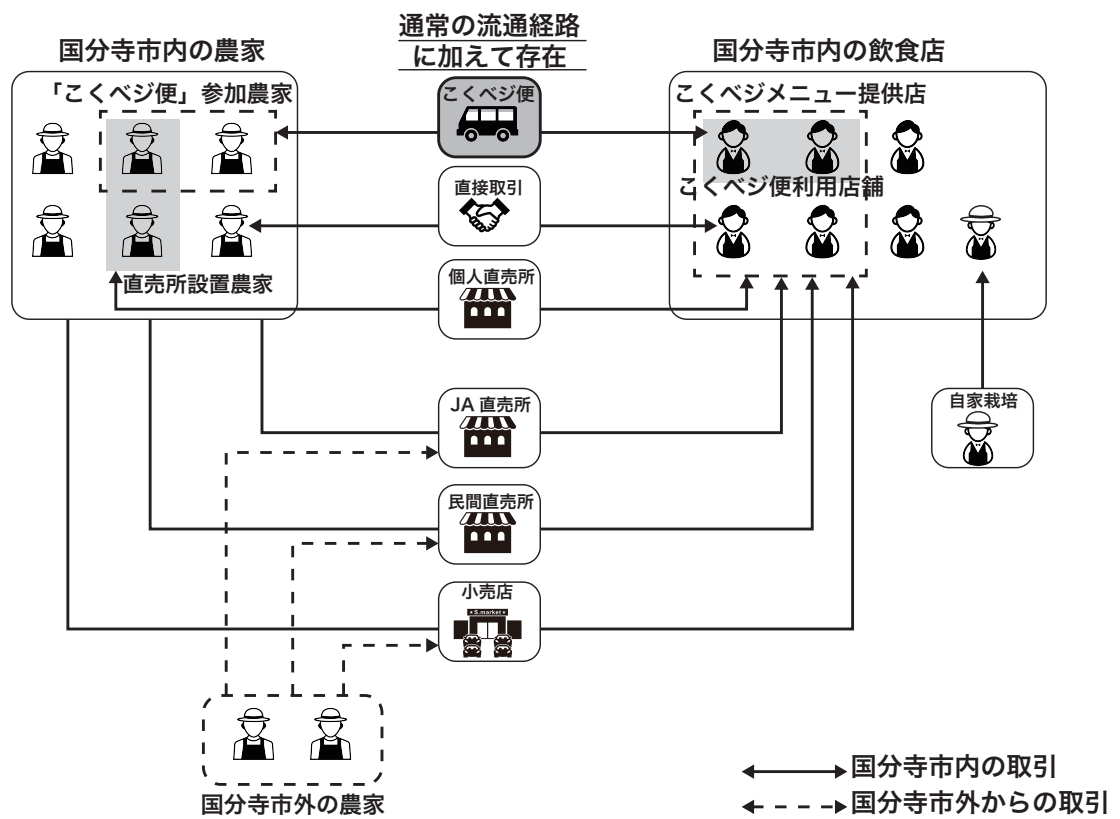 通常の流通経路
に加えて存在
国分寺市内の農家
国分寺市内の飲食店
「こくベジ便」参加農家
こくベジ便
こくベジメニュー提供店
直接取引
こくベジ便利用店舗
直売所設置農家
個人直売所
JA 直売所
自家栽培
民間直売所
小売店
★S.market★
国分寺市外の農家
国分寺市内の取引
国分寺市外からの取引